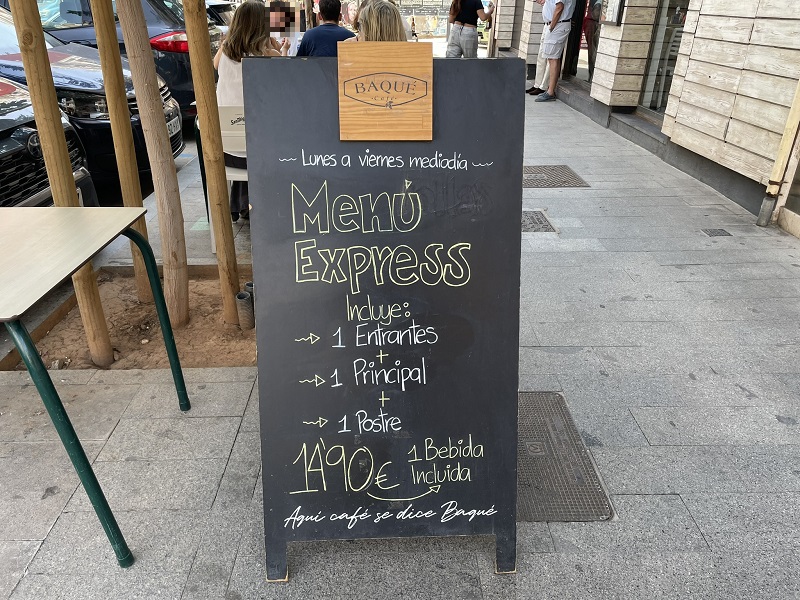 BAQUÉ
Café
Lunes a viernes mediodía
Menú
Express
Incluye:
→ 1 Entrantes
+
→ 1 Principal
+
→ 1 Postre
14'90€ 1 Bebida
Incluida
Aquí café se dice Baqué